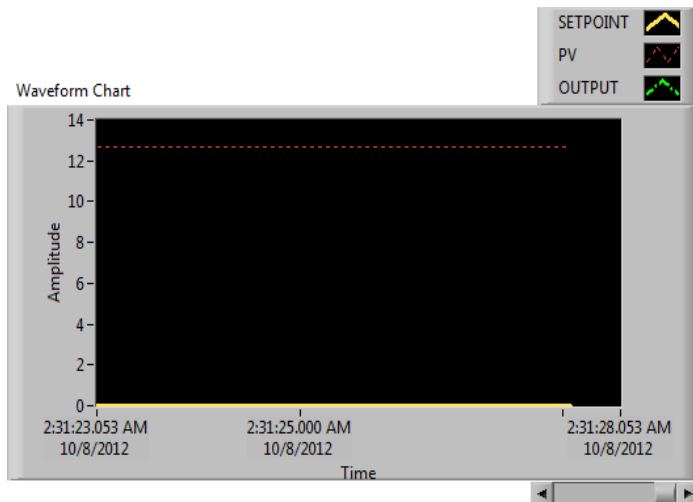 SETPOINT
PV
OUTPUT
Waveform Chart
14
12
10
8
6
4
2
0
Amplitude
2:31:23.053 AM
10/8/2012
2:31:25.000 AM
10/8/2012
2:31:28.053 AM
10/8/2012
Time